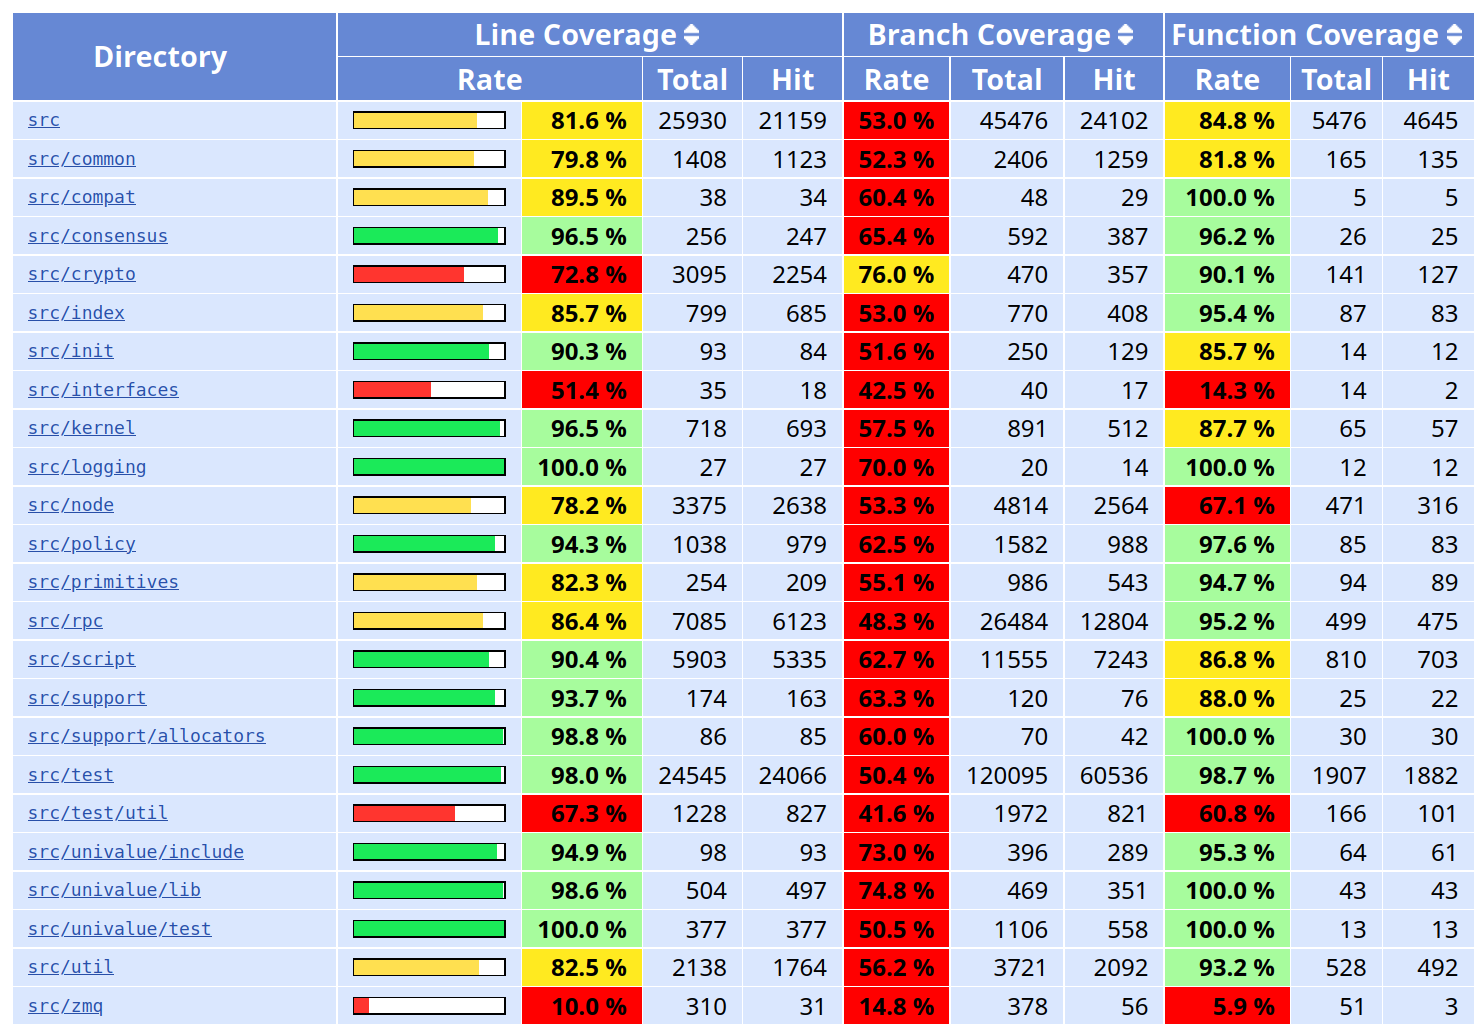 Directory Line Coverage Branch Coverage Function Coverage
Rate Total Hit Rate Total Hit Rate Total Hit
src 81.6 % 25930 21159 53.0 % 45476 24102 84.8 % 5476 4645
src/common 79.8 % 1408 1123 52.3 % 2406 1259 81.8 % 165 135
src/compat 89.5 % 38 34 60.4 % 48 29 100.0 % 5 5
src/consensus 96.5 % 256 247 65.4 % 592 387 96.2 % 26 25
src/crypto 72.8 % 3095 2254 76.0 % 470 357 90.1 % 141 127
src/index 85.7 % 799 685 53.0 % 770 408 95.4 % 87 83
src/init 90.3 % 93 84 51.6 % 250 129 85.7 % 14 12
src/interfaces 51.4 % 35 18 42.5 % 40 17 14.3 % 14 2
src/kernel 96.5 % 718 693 57.5 % 891 512 87.7 % 65 57
src/logging 100.0 % 27 27 70.0 % 20 14 100.0 % 12 12
src/node 78.2 % 3375 2638 53.3 % 4814 2564 67.1 % 471 316
src/policy 94.3 % 1038 979 62.5 % 1582 988 97.6 % 85 83
src/primitives 82.3 % 254 209 55.1 % 986 543 94.7 % 94 89
src/rpc 86.4 % 7085 6123 48.3 % 26484 12804 95.2 % 499 475
src/script 90.4 % 5903 5335 62.7 % 11555 7243 86.8 % 810 703
src/support 93.7 % 174 163 63.3 % 120 76 88.0 % 25 22
src/support/allocators 98.8 % 86 85 60.0 % 70 42 100.0 % 30 30
src/test 98.0 % 24545 24066 50.4 % 120095 60536 98.7 % 1907 1882
src/test/util 67.3 % 1228 827 41.6 % 1972 821 60.8 % 166 101
src/univalue/include 94.9 % 98 93 73.0 % 396 289 95.3 % 64 61
src/univalue/lib 98.6 % 504 497 74.8 % 469 351 100.0 % 43 43
src/univalue/test 100.0 % 377 377 50.5 % 1106 558 100.0 % 13 13
src/util 82.5 % 2138 1764 56.2 % 3721 2092 93.2 % 528 492
src/zmq 10.0 % 310 31 14.8 % 378 56 5.9 % 51 3